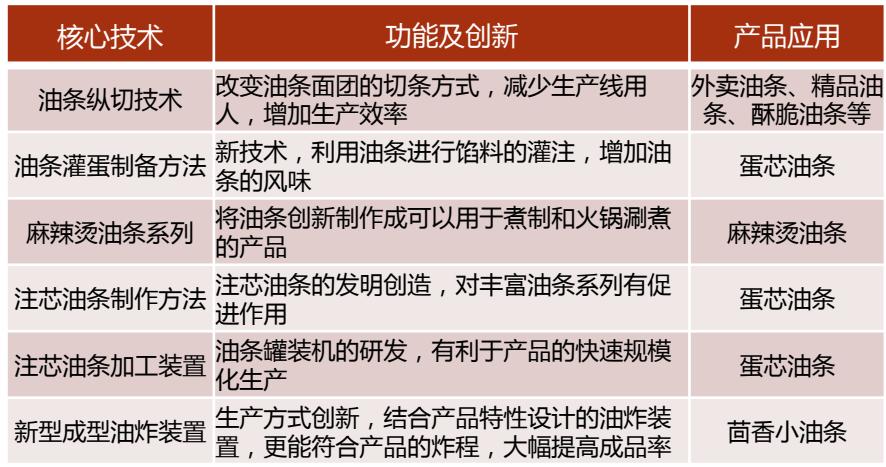 核心技术 功能及创新 产品应用
油条纵切技术 改变油条面团的切条方式，减少生产线用
人，增加生产效率 外卖油条、精品油
条、酥脆油条等
油条灌蛋制备方法 新技术，利用油条进行馅料的灌注，增加油
条的风味 蛋芯油条
麻辣烫油条系列 将油条创新制作成可以用于煮制和火锅涮煮
的产品 麻辣烫油条
注芯油条制作方法 注芯油条的发明创造，对丰富油条系列有促
进作用 蛋芯油条
注芯油条加工装置 油条罐装机的研发，有利于产品的快速规模
化生产 蛋芯油条
新型成型油炸装置 生产方式创新，结合产品特性设计的油炸装
置，更能符合产品的炸程，大幅提高成品率 茴香小油条